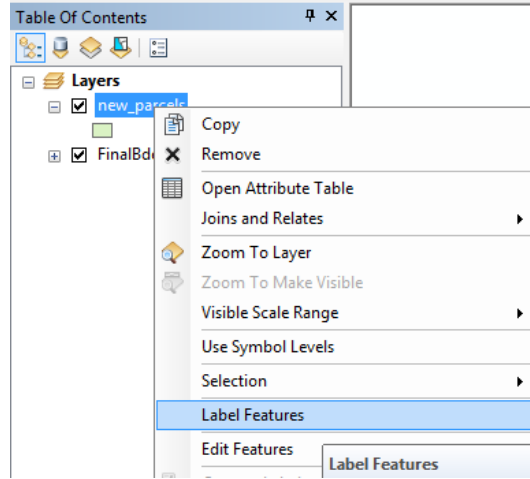 Table Of Contents
Layers
new_parcels
FinalBd
Copy
Remove
Open Attribute Table
Joins and Relates
Zoom To Layer
Zoom To Make Visible
Visible Scale Range
Use Symbol Levels
Selection
Label Features
Edit Features
Label Features